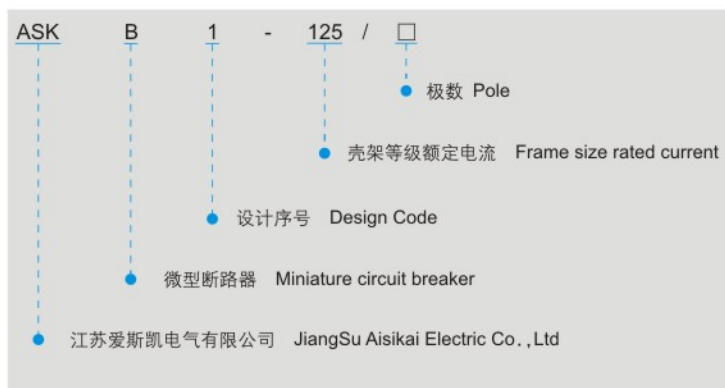 ASK B 1 - 125 / □
极数 Pole
壳架等级额定电流 Frame size rated current
设计序号 Design Code
微型断路器 Miniature circuit breaker
江苏爱斯凯电气有限公司 JiangSu Aisikai Electric Co.,Ltd